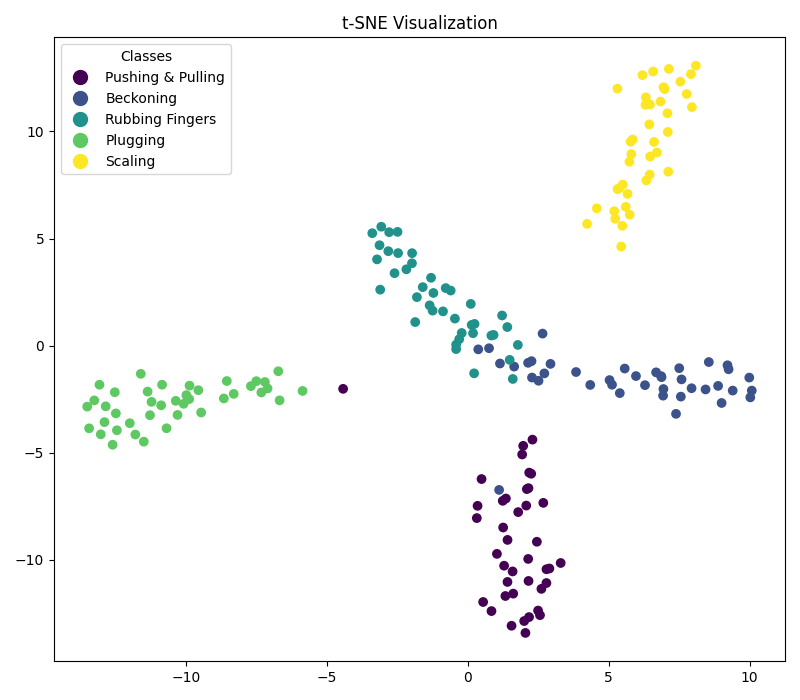 t-SNE Visualization
Classes
Pushing & Pulling
Beckoning
Rubbing Fingers
Plugging
Scaling
10
5
0
−5
−10
−10
−5
0
5
10